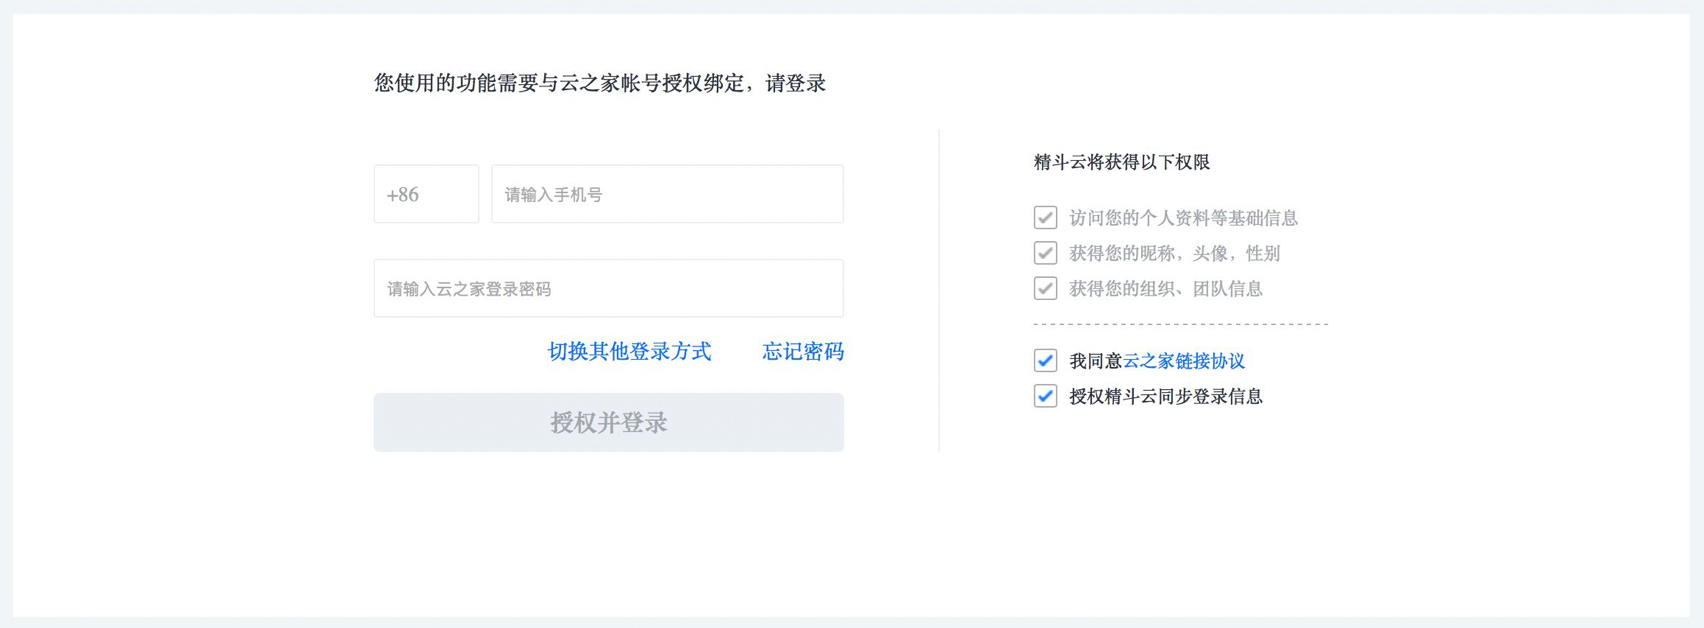 您使用的功能需要与云之家帐号授权绑定，请登录
+86
请输入手机号
请输入云之家登录密码
切换其他登录方式
忘记密码
授权并登录
精斗云将获得以下权限
访问您的个人资料等基础信息
获得您的昵称，头像，性别
获得您的组织、团队信息
我同意云之家链接协议
授权精斗云同步登录信息